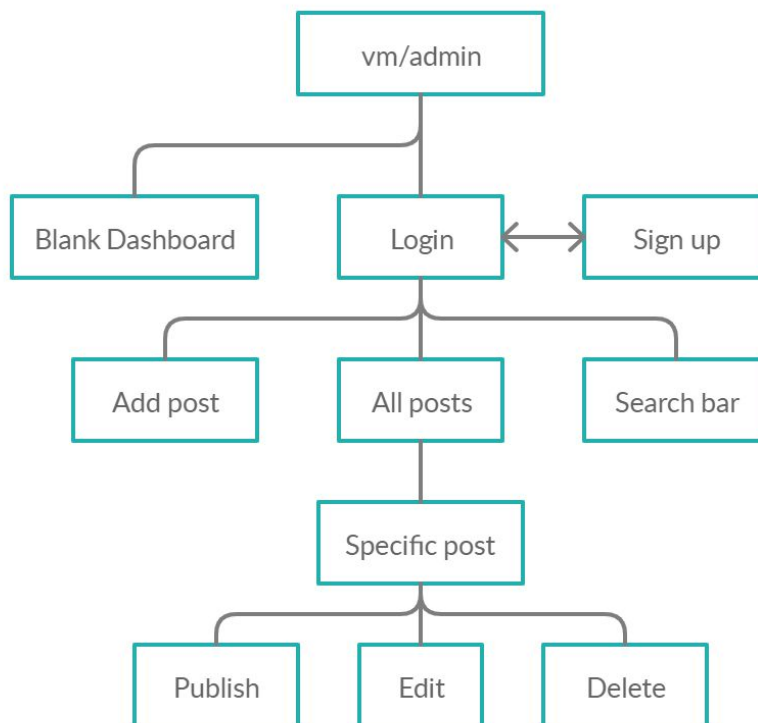 vm/admin
Blank Dashboard
Login
Sign up
Add post
All posts
Search bar
Specific post
Publish
Edit
Delete